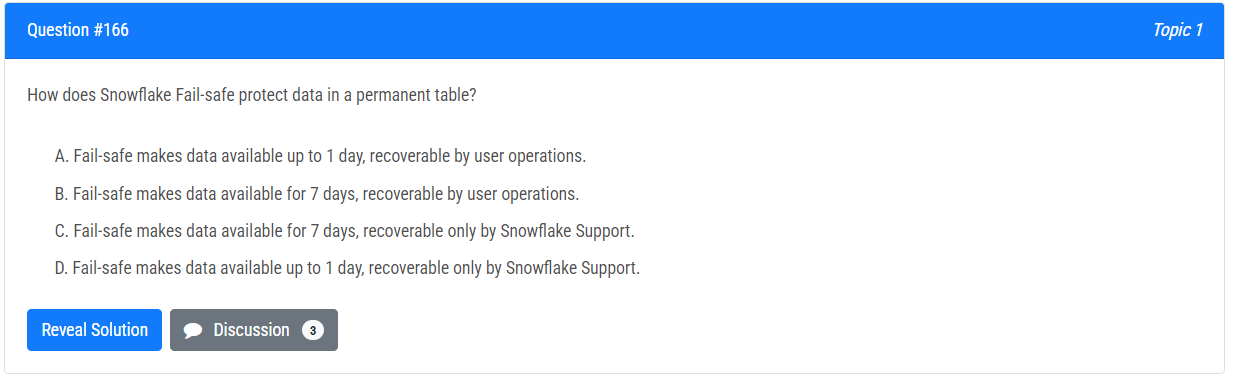 Question #166
Topic 1
How does Snowflake Fail-safe protect data in a permanent table?
A. Fail-safe makes data available up to 1 day, recoverable by user operations.
B. Fail-safe makes data available for 7 days, recoverable by user operations.
C. Fail-safe makes data available for 7 days, recoverable only by Snowflake Support.
D. Fail-safe makes data available up to 1 day, recoverable only by Snowflake Support.
Reveal Solution
Discussion 3